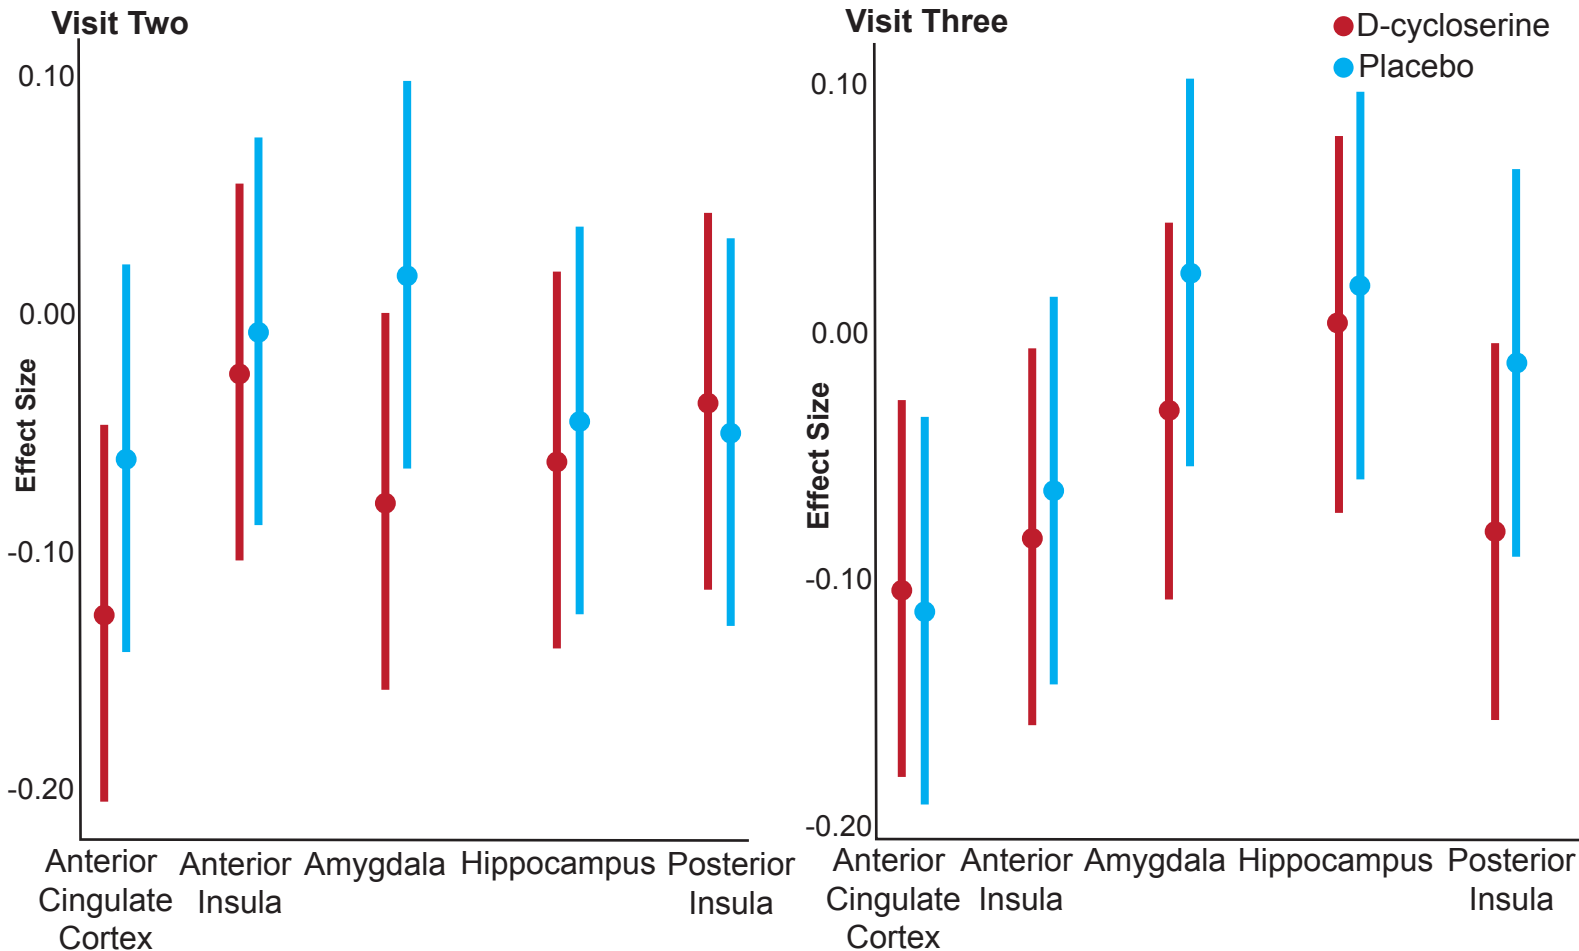 Visit Two
0.10
0.00
-0.10
-0.20
Effect Size
Anterior
Cingulate
Cortex
Anterior
Insula
Amygdala
Hippocampus
Posterior
Insula
Visit Three
D-cycloserine
Placebo
0.10
0.00
-0.10
-0.20
Effect Size
Anterior
Cingulate
Cortex
Anterior
Insula
Amygdala
Hippocampus
Posterior
Insula